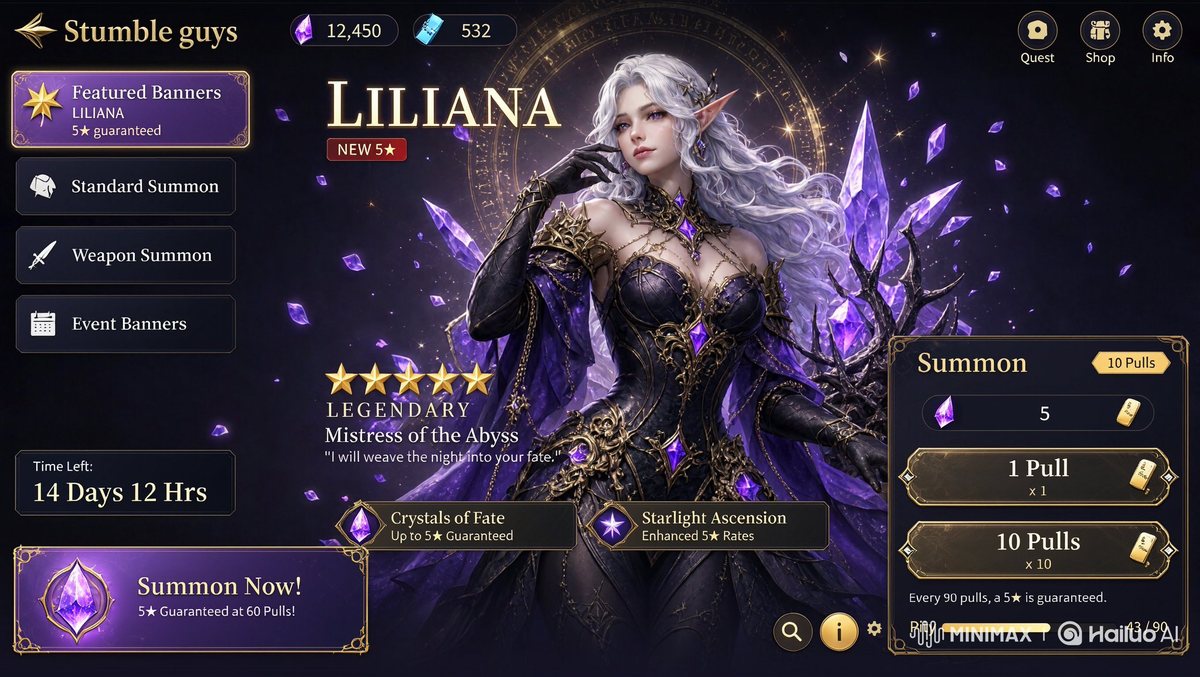 Stumble guys
12,450
532
Quest
Shop
Info
Featured Banners
LILIANA
5★ guaranteed
Standard Summon
Weapon Summon
Event Banners
LILIANA
NEW 5★
LEGENDARY
Mistress of the Abyss
"I will weave the night into your fate."
Time Left:
14 Days 12 Hrs
Crystals of Fate
Up to 5★ Guaranteed
Starlight Ascension
Enhanced 5★ Rates
Summon Now!
5★ Guaranteed at 60 Pulls!
Summon
10 Pulls
5
1 Pull
x 1
10 Pulls
x 10
Every 90 pulls, a 5★ is guaranteed.
43 / 90
MINIMAX | Hailuo AI